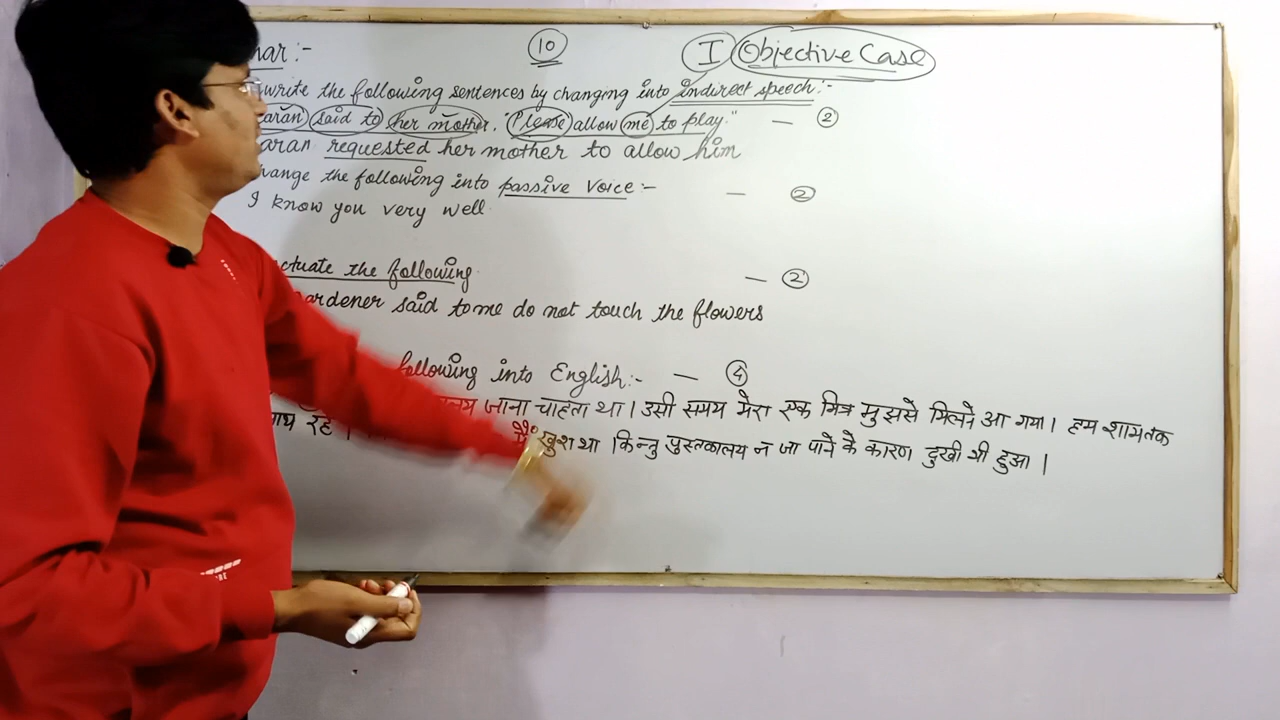 mar:- 10 I Objective Case
write the following sentences by changing into indirect speech:-
aran said to her mother, "Please allow me to play." — 2
aran requested her mother to allow him
hange the following into passive voice:- — 2
I know you very well.
ctuate the following. — 2
ardener said to me do not touch the flowers
following into English:- — 4
जाना चाहता था। उसी समय मेरा एक मित्र मुझसे मिलने आ गया। हम शाम तक
साथ रहे। खुश था किन्तु पुस्तकालय न जा पाने के कारण दुखी भी हुआ।